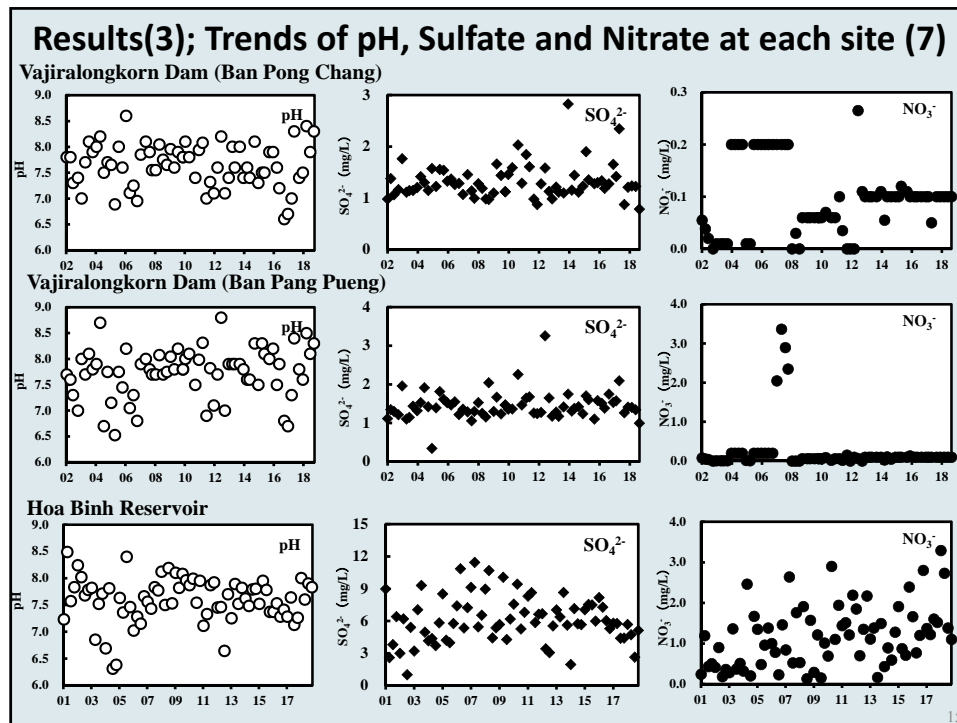 Results(3); Trends of pH, Sulfate and Nitrate at each site (7)
Vajiralongkorn Dam (Ban Pong Chang)
9.0
8.5
8.0
7.5
7.0
6.5
6.0
pH
pH
02 04 06 08 10 12 14 16 18
3
2
1
0
SO₄²⁻ (mg/L)
SO₄²⁻
02 04 06 08 10 12 14 16 18
0.3
0.2
0.1
0.0
NO₃⁻ (mg/L)
NO₃⁻
02 04 06 08 10 12 14 16 18
Vajiralongkorn Dam (Ban Pang Pueng)
9.0
8.5
8.0
7.5
7.0
6.5
6.0
pH
pH
02 04 06 08 10 12 14 16 18
4
3
2
1
0
SO₄²⁻ (mg/L)
SO₄²⁻
02 04 06 08 10 12 14 16 18
4.0
3.0
2.0
1.0
0.0
NO₃⁻ (mg/L)
NO₃⁻
02 04 06 08 10 12 14 16 18
Hoa Binh Reservoir
9.0
8.5
8.0
7.5
7.0
6.5
6.0
pH
pH
01 03 05 07 09 11 13 15 17
15
12
9
6
3
0
SO₄²⁻ (mg/L)
SO₄²⁻
01 03 05 07 09 11 13 15 17
4.0
3.0
2.0
1.0
0.0
NO₃⁻ (mg/L)
NO₃⁻
01 03 05 07 09 11 13 15 17